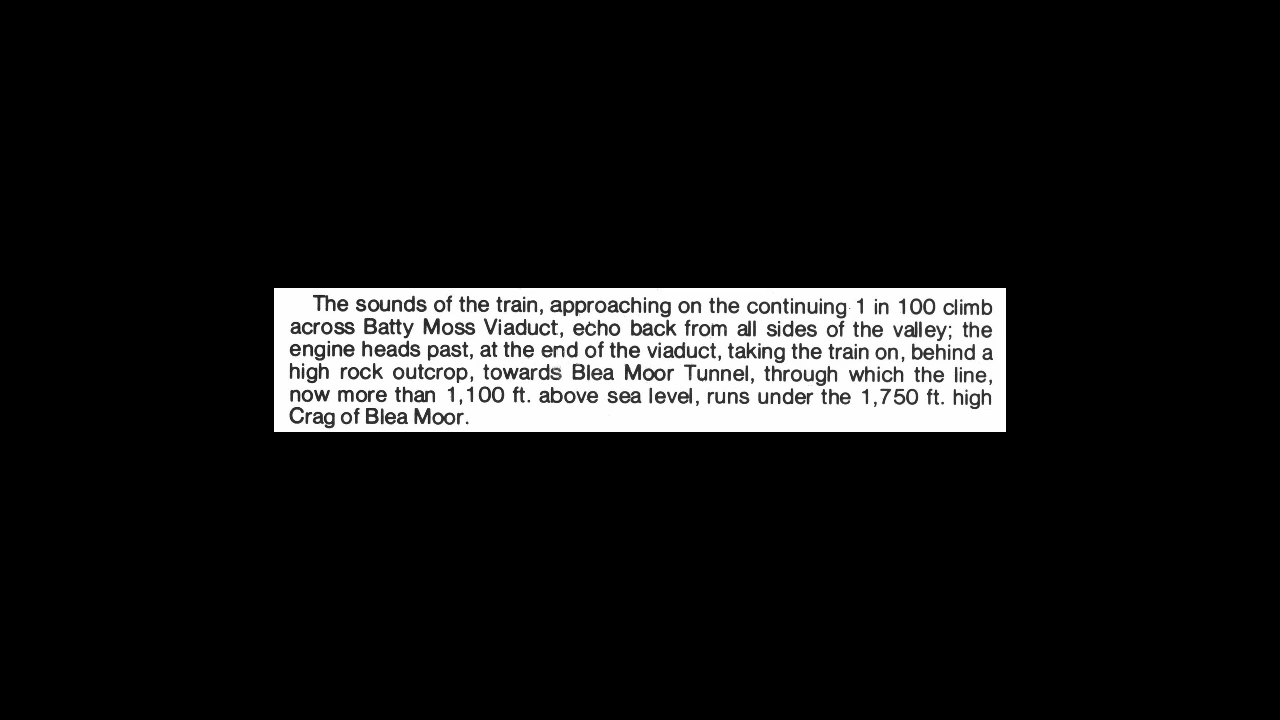 The sounds of the train, approaching on the continuing 1 in 100 climb
across Batty Moss Viaduct, echo back from all sides of the valley; the
engine heads past, at the end of the viaduct, taking the train on, behind a
high rock outcrop, towards Blea Moor Tunnel, through which the line,
now more than 1,100 ft. above sea level, runs under the 1,750 ft. high
Crag of Blea Moor.